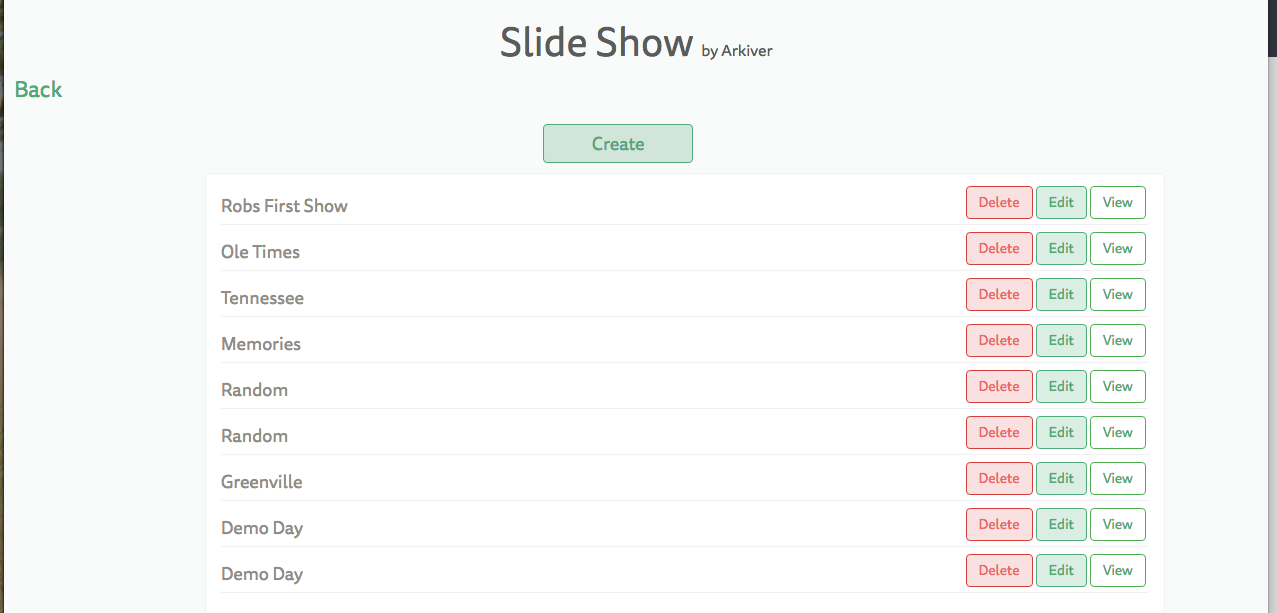 Slide Show by Arkiver
Back
Create
Robs First Show Delete Edit View
Ole Times Delete Edit View
Tennessee Delete Edit View
Memories Delete Edit View
Random Delete Edit View
Random Delete Edit View
Greenville Delete Edit View
Demo Day Delete Edit View
Demo Day Delete Edit View